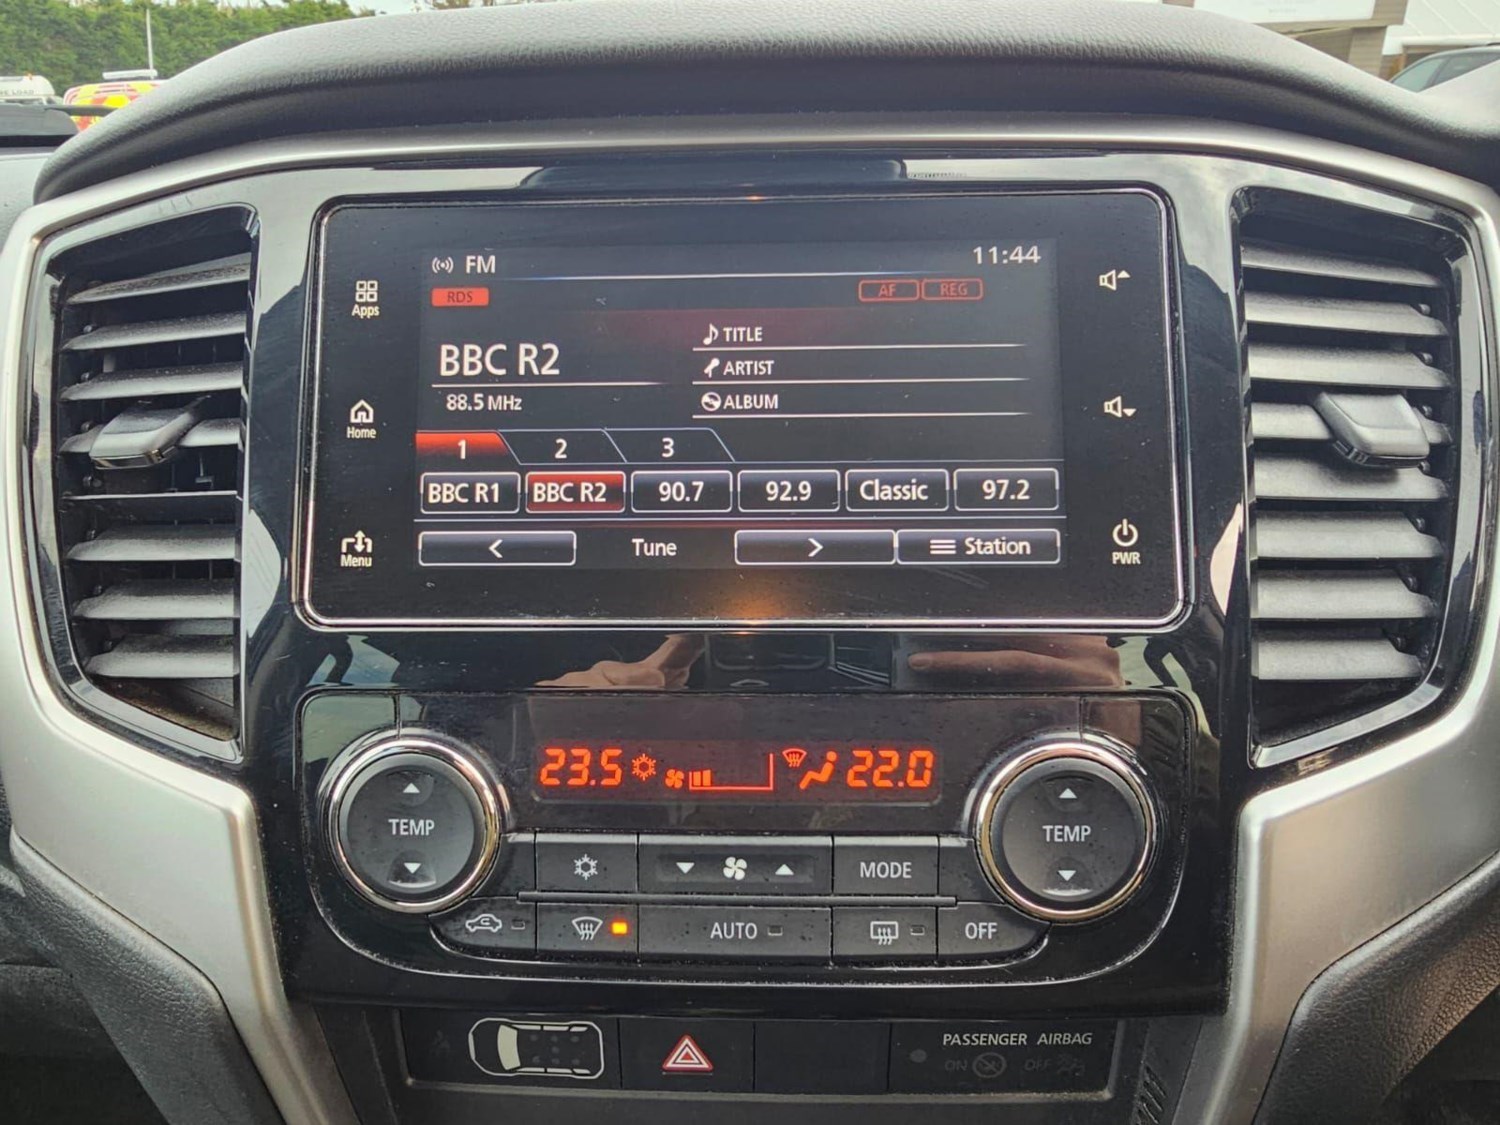 FM
11:44
RDS
AF REG
Apps
BBC R2
88.5 MHz
TITLE
ARTIST
ALBUM
Home
1 2 3
BBC R1 BBC R2 90.7 92.9 Classic 97.2
Menu
< Tune > Station
PWR
23.5 22.0
TEMP
TEMP
MODE
AUTO
OFF
PASSENGER AIRBAG
ON OFF